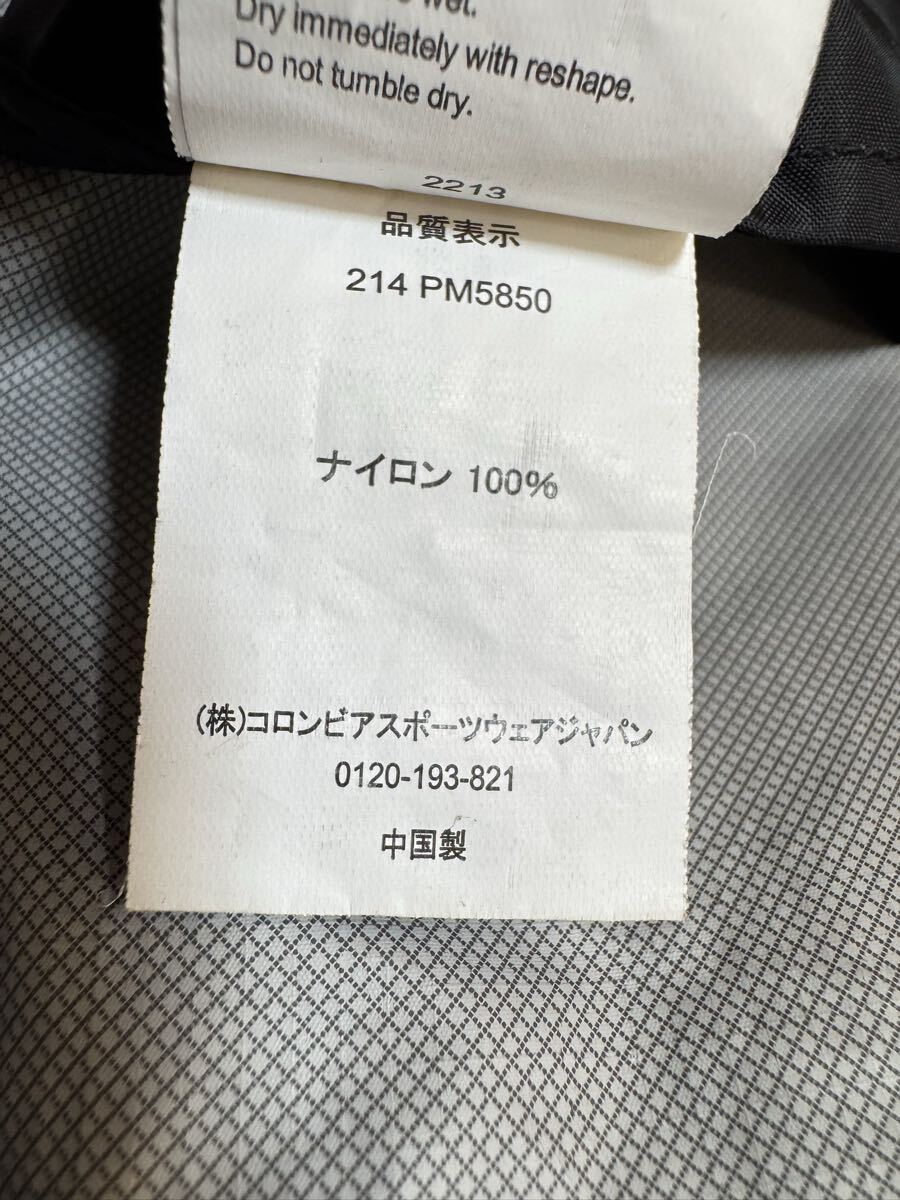 wet.
Dry immediately with reshape.
Do not tumble dry.
2213
品質表示
214 PM5850
ナイロン 100%
(株)コロンビアスポーツウェアジャパン
0120-193-821
中国製